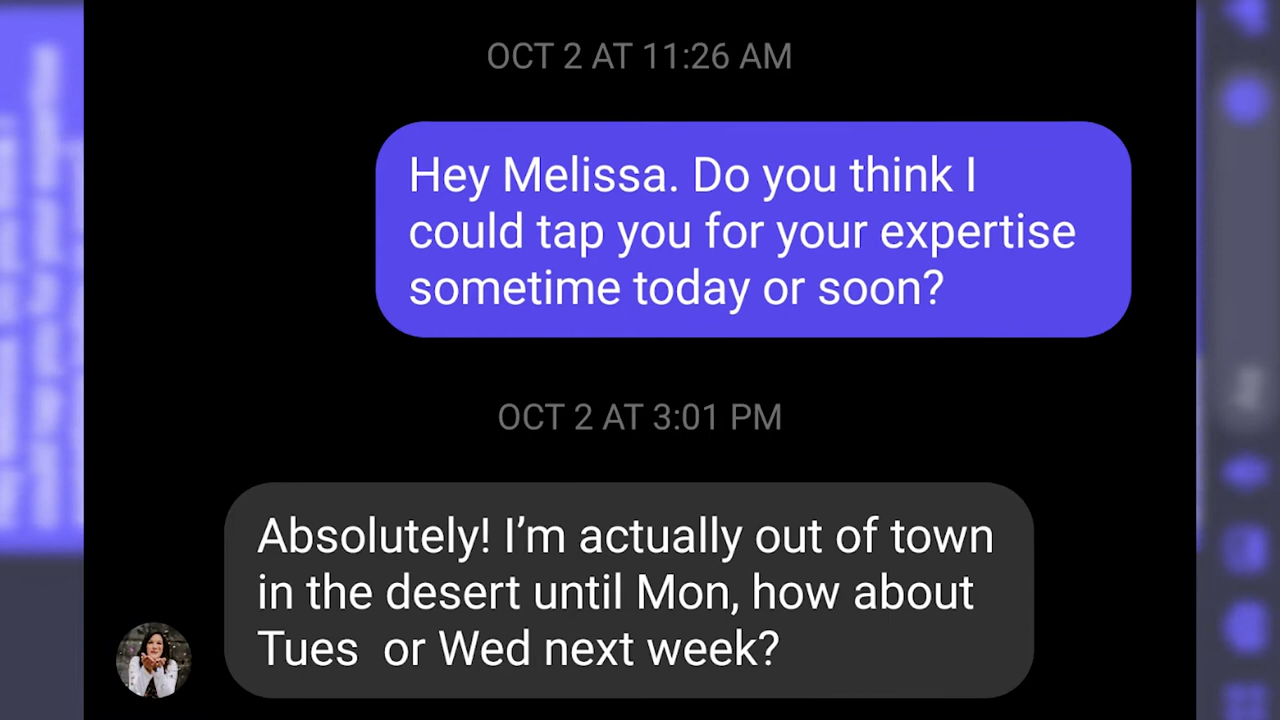 OCT 2 AT 11:26 AM
Hey Melissa. Do you think I
could tap you for your expertise
sometime today or soon?
OCT 2 AT 3:01 PM
Absolutely! I’m actually out of town
in the desert until Mon, how about
Tues  or Wed next week?